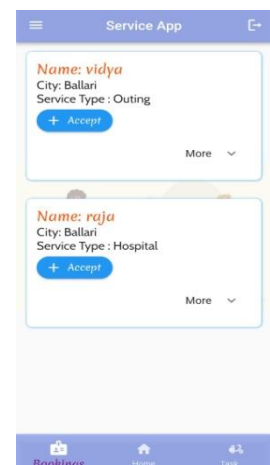 Service App
Name: vidya
City: Ballari
Service Type : Outing
+ Accept
More
Name: raja
City: Ballari
Service Type : Hospital
+ Accept
More
Bookings
Home
Task